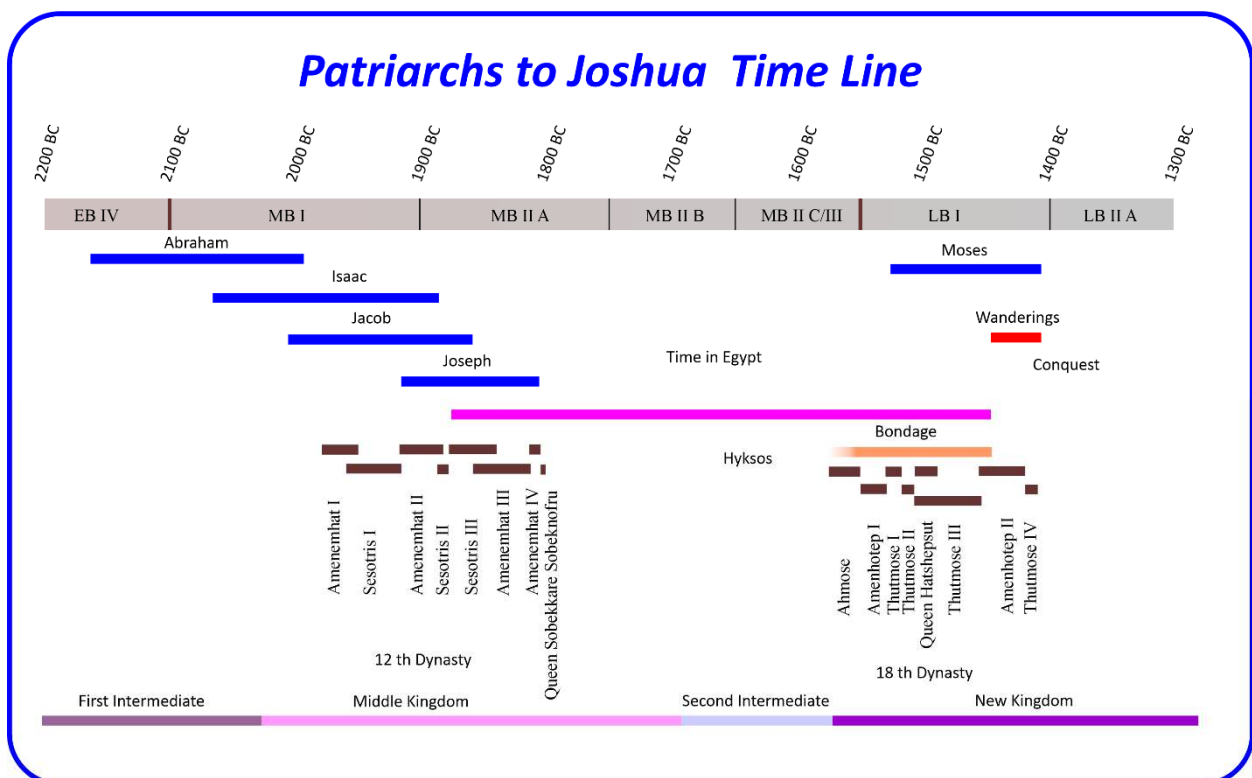 Patriarchs to Joshua Time Line
2200 BC
2100 BC
2000 BC
1900 BC
1800 BC
1700 BC
1600 BC
1500 BC
1400 BC
1300 BC
EB IV
MB I
MB II A
MB II B
MB II C/III
LB I
LB II A
Abraham
Moses
Isaac
Jacob
Wanderings
Joseph
Time in Egypt
Conquest
Bondage
Hyksos
Amenemhat I
Sesotris I
Amenemhat II
Sesotris II
Sesotris III
Amenemhat III
Amenemhat IV
Queen Sobekkare Sobeknofru
Ahmose
Amenhotep I
Thutmose I
Thutmose II
Queen Hatshepsut
Thutmose III
Amenhotep II
Thutmose IV
12 th Dynasty
18 th Dynasty
First Intermediate
Middle Kingdom
Second Intermediate
New Kingdom